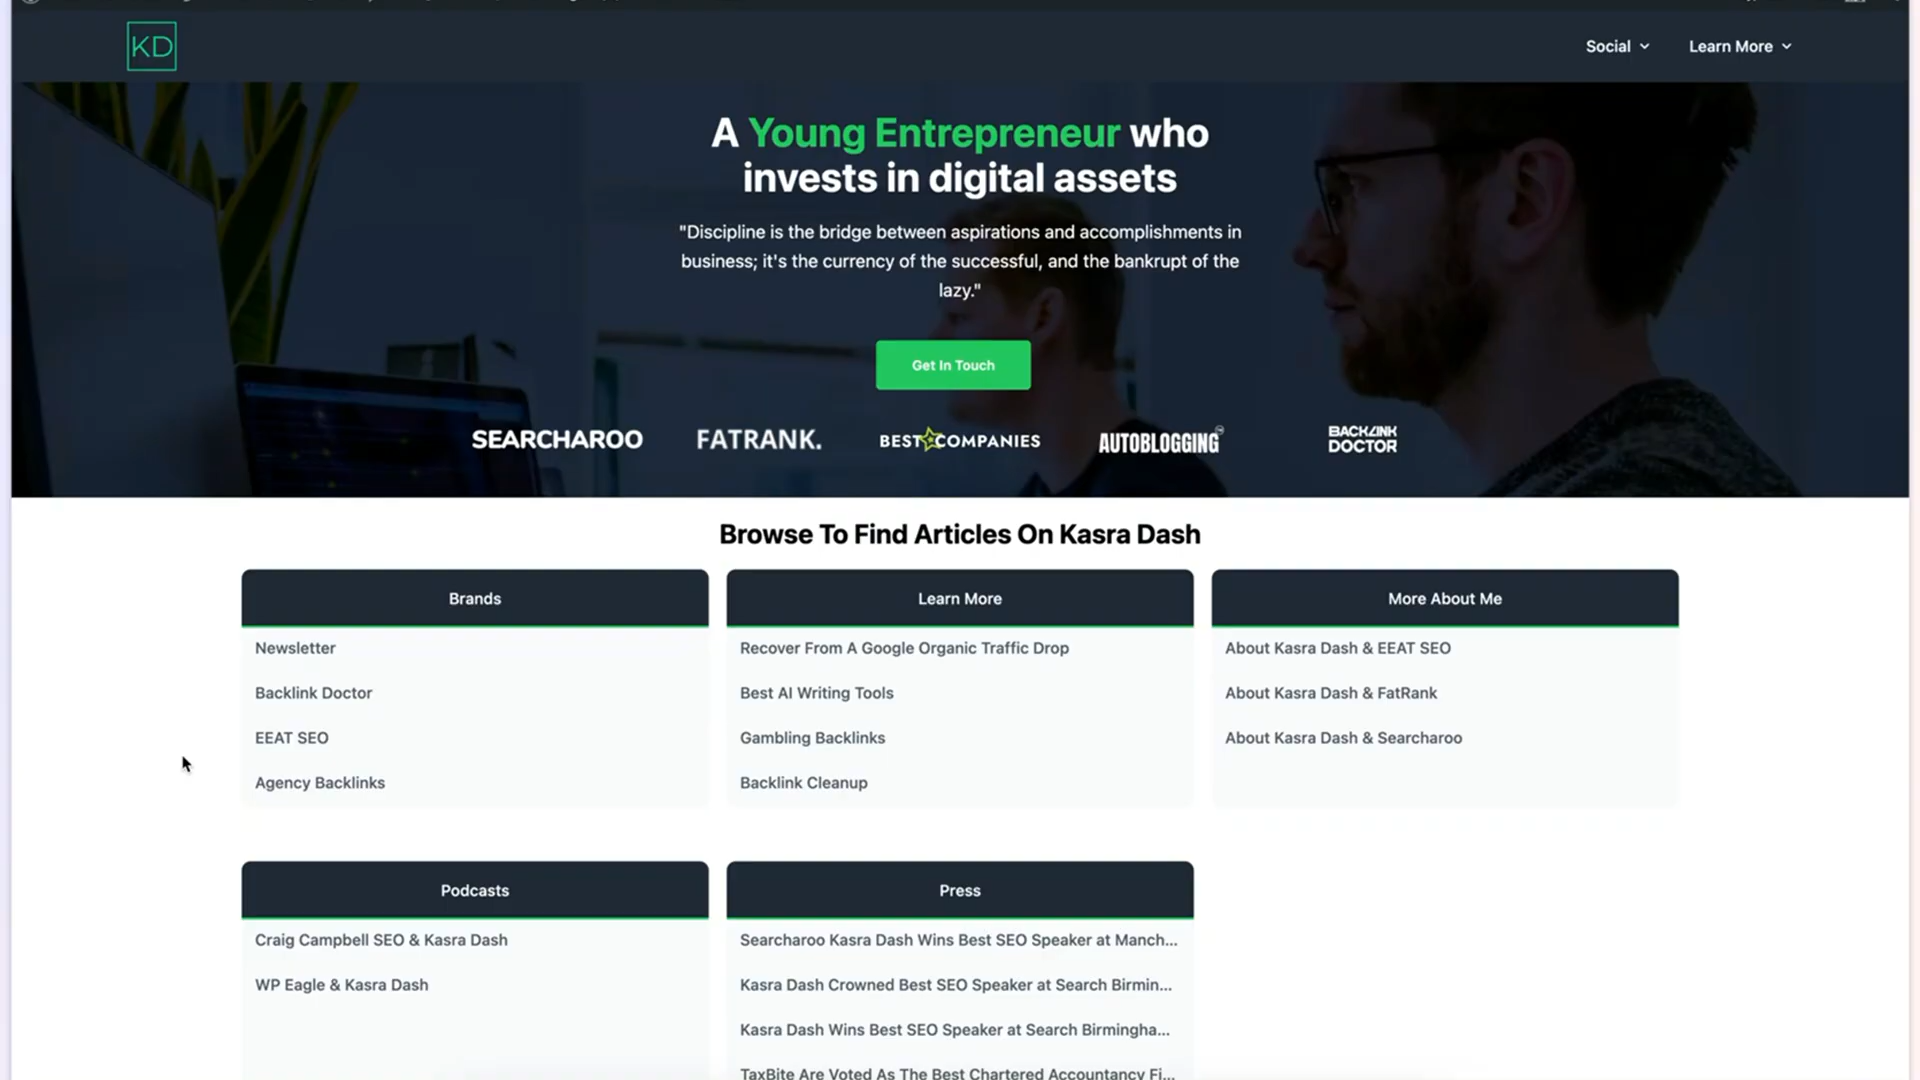 KD
Social
Learn More
A Young Entrepreneur who
invests in digital assets
"Discipline is the bridge between aspirations and accomplishments in
business; it's the currency of the successful, and the bankrupt of the
lazy."
Get In Touch
SEARCHAROO
FATRANK.
BEST COMPANIES
AUTOBLOGGING
BACKLINK
DOCTOR
Browse To Find Articles On Kasra Dash
Brands
Newsletter
Backlink Doctor
EEAT SEO
Agency Backlinks
Learn More
Recover From A Google Organic Traffic Drop
Best AI Writing Tools
Gambling Backlinks
Backlink Cleanup
More About Me
About Kasra Dash & EEAT SEO
About Kasra Dash & FatRank
About Kasra Dash & Searcharoo
Podcasts
Craig Campbell SEO & Kasra Dash
WP Eagle & Kasra Dash
Press
Searcharoo Kasra Dash Wins Best SEO Speaker at Manch...
Kasra Dash Crowned Best SEO Speaker at Search Birmin...
Kasra Dash Wins Best SEO Speaker at Search Birmingha...
TaxBite Are Voted As The Best Chartered Accountancy Fi...